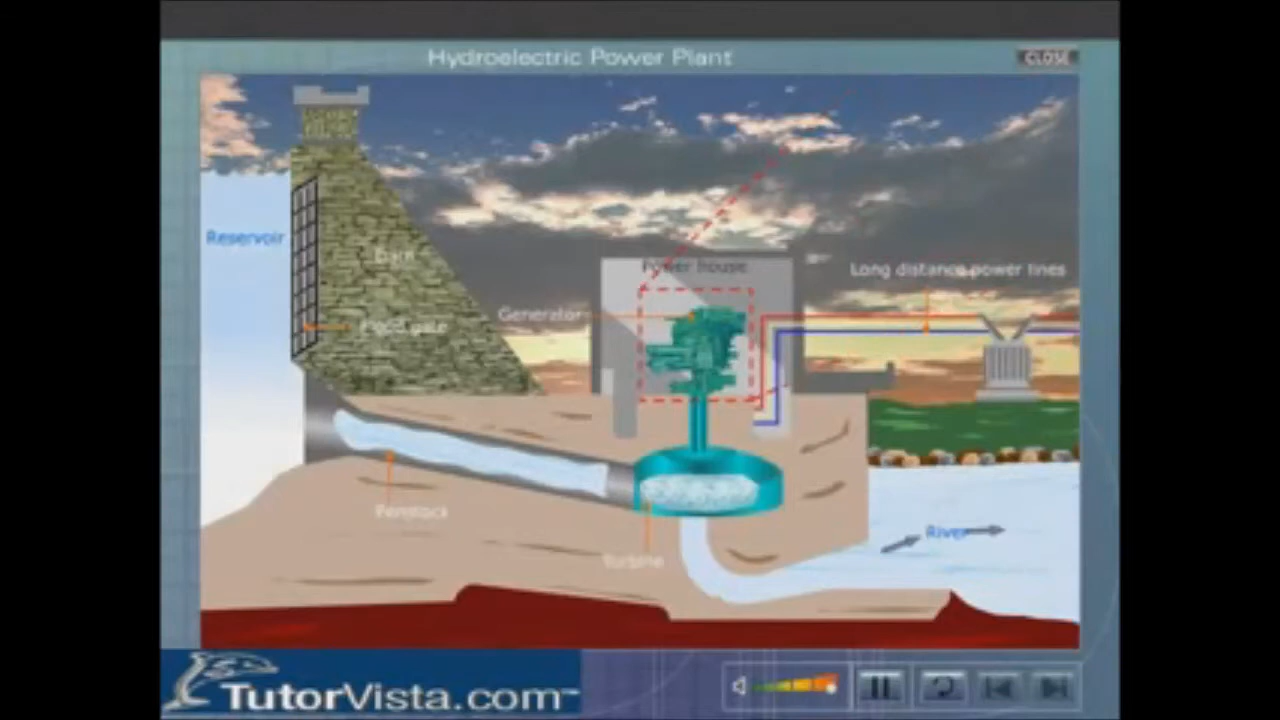 Hydroelectric Power Plant
CLOSE
Reservoir
Dam
Flood gate
Power house
Generator
Long distance power lines
Penstock
Turbine
River
TutorVista.com